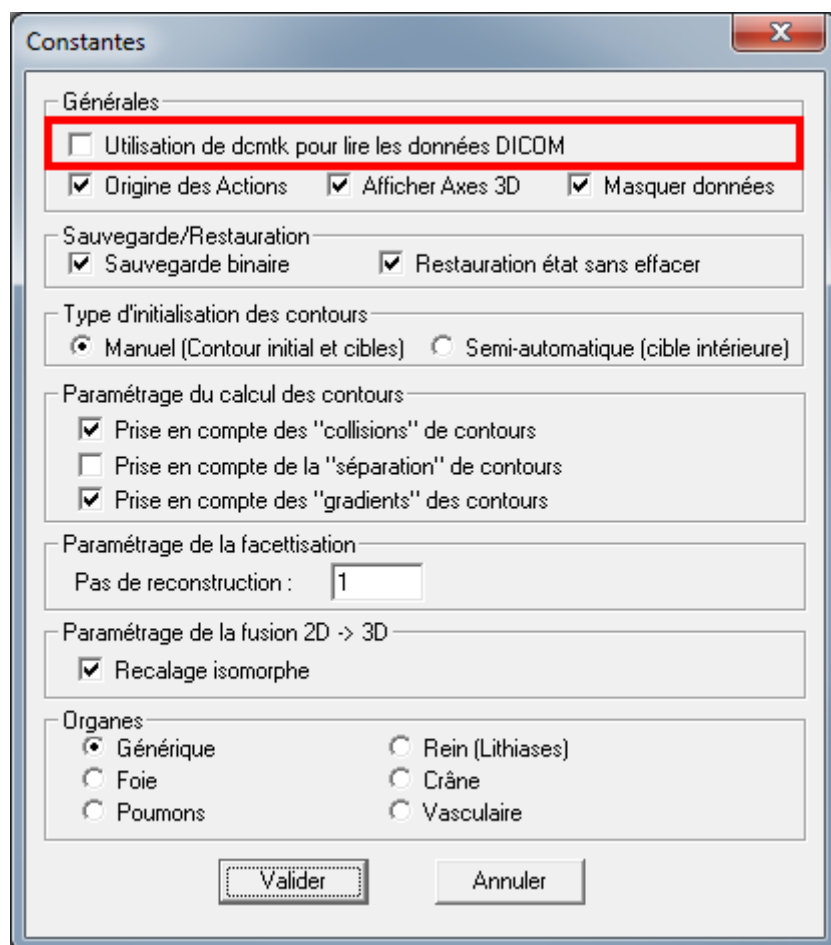 Constantes
Générales
Utilisation de dcmtk pour lire les données DICOM
Origine des Actions Afficher Axes 3D Masquer données
Sauvegarde/Restauration
Sauvegarde binaire Restauration état sans effacer
Type d'initialisation des contours
Manuel (Contour initial et cibles) Semi-automatique (cible intérieure)
Paramétrage du calcul des contours
Prise en compte des "collisions" de contours
Prise en compte de la "séparation" de contours
Prise en compte des "gradients" des contours
Paramétrage de la facettisation
Pas de reconstruction : 1
Paramétrage de la fusion 2D -> 3D
Recalage isomorphe
Organes
Générique Rein (Lithiases)
Foie Crâne
Poumons Vasculaire
Valider Annuler